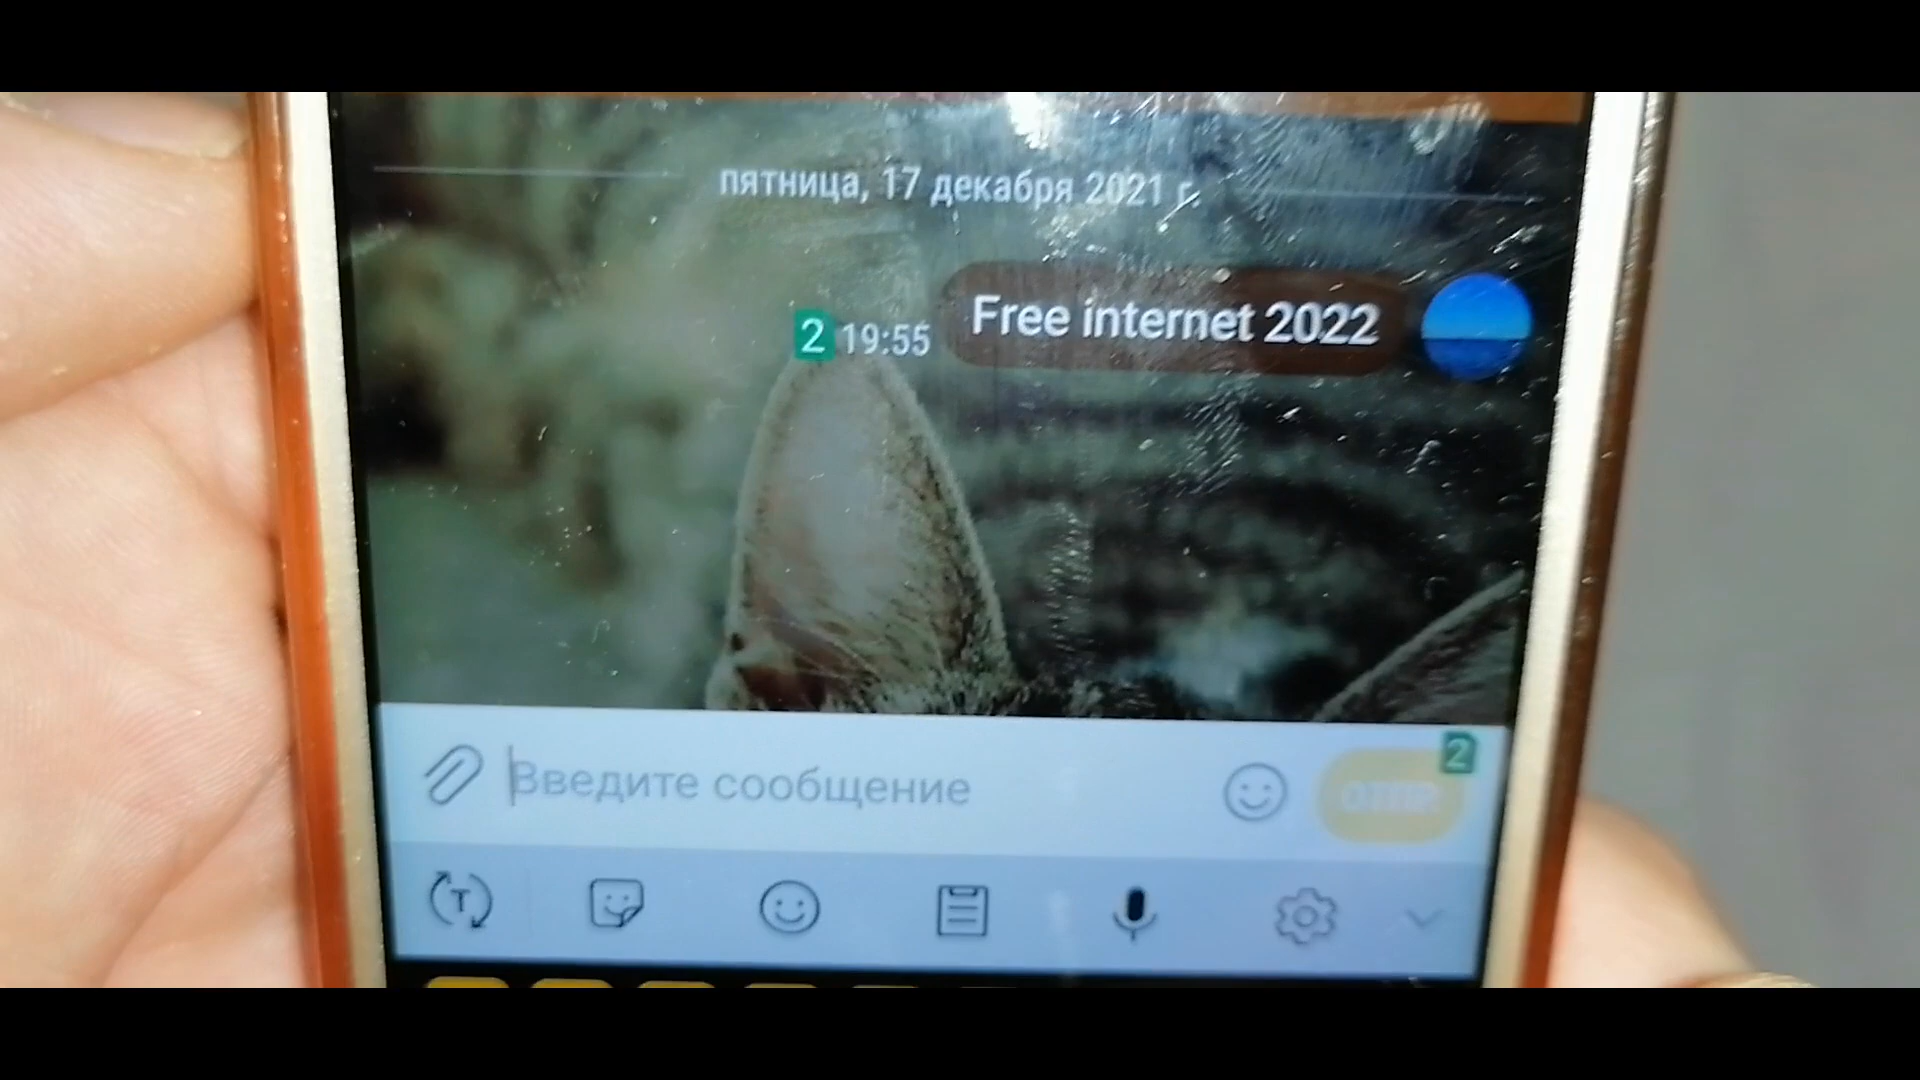 пятница, 17 декабря 2021 г.
Free internet 2022
2 19:55
Введите сообщение
2
T